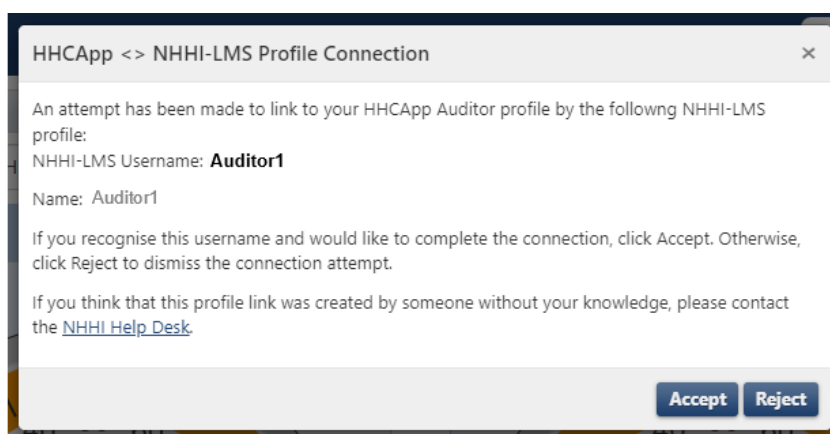 HHCApp <> NHHI-LMS Profile Connection ×
An attempt has been made to link to your HHCApp Auditor profile by the followng NHHI-LMS
profile:
NHHI-LMS Username: Auditor1
Name: Auditor1
If you recognise this username and would like to complete the connection, click Accept. Otherwise,
click Reject to dismiss the connection attempt.
If you think that this profile link was created by someone without your knowledge, please contact
the NHHI Help Desk.
Accept Reject